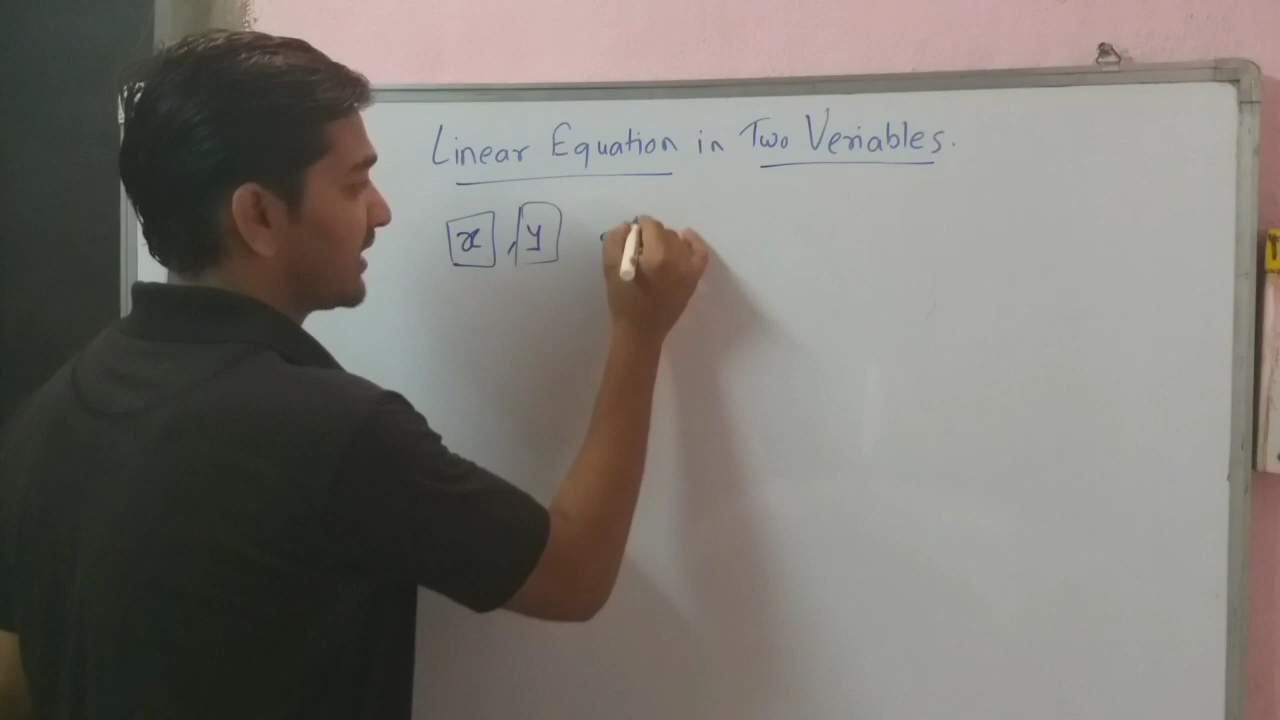 Linear Equation in Two Veriables.
x, y